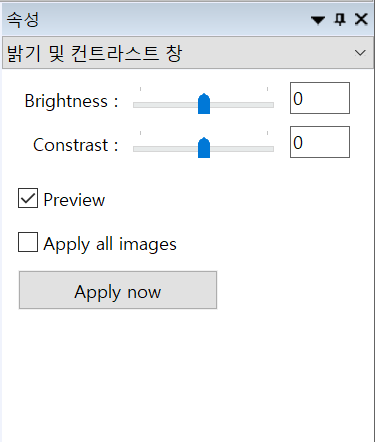 속성
밝기 및 컨트라스트 창
Brightness : 0
Constrast : 0
Preview
Apply all images
Apply now